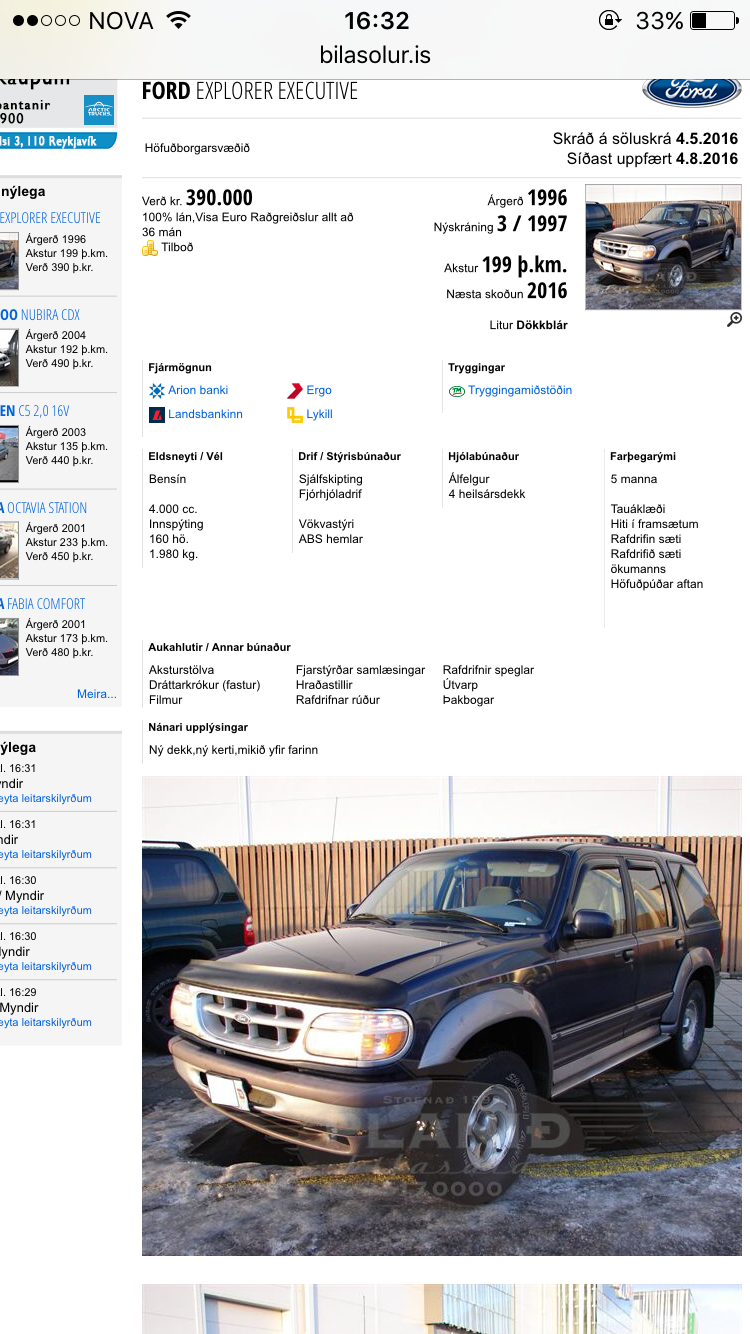 NOVA 16:32 33%
bilasolur.is
pantanir
900
ARCTIC TRUCKS
lsi 3, 110 Reykjavík
FORD EXPLORER EXECUTIVE
Ford
Höfuðborgarsvæðið
Skráð á söluskrá 4.5.2016
Síðast uppfært 4.8.2016
Verð kr. 390.000
100% lán,Visa Euro Raðgreiðslur allt að
36 mán
Tilboð
Árgerð 1996
Nýskráning 3 / 1997
Akstur 199 þ.km.
Næsta skoðun 2016
Litur Dökkblár
nýlega
EXPLORER EXECUTIVE
Árgerð 1996
Akstur 199 þ.km.
Verð 390 þ.kr.
OO NUBIRA CDX
Árgerð 2004
Akstur 192 þ.km.
Verð 490 þ.kr.
EN C5 2,0 16V
Árgerð 2003
Akstur 135 þ.km.
Verð 440 þ.kr.
A OCTAVIA STATION
Árgerð 2001
Akstur 233 þ.km.
Verð 450 þ.kr.
A FABIA COMFORT
Árgerð 2001
Akstur 173 þ.km.
Verð 480 þ.kr.
Meira...
ýlega
l. 16:31
yndir
eyta leitarskilyrðum
l. 16:31
ndir
eyta leitarskilyrðum
l. 16:30
/ Myndir
eyta leitarskilyrðum
l. 16:30
Myndir
eyta leitarskilyrðum
l. 16:29
Myndir
eyta leitarskilyrðum
Fjármögnun
Arion banki
Ergo
Landsbankinn
Lykill
Tryggingar
TM Tryggingamiðstöðin
Eldsneyti / Vél
Bensín
4.000 cc.
Innspýting
160 hö.
1.980 kg.
Drif / Stýrisbúnaður
Sjálfskipting
Fjórhjóladrif
Vökvastýri
ABS hemlar
Hjólabúnaður
Álfelgur
4 heilsársdekk
Farþegarými
5 manna
Tauáklæði
Hiti í framsætum
Rafdrifin sæti
Rafdrifið sæti
ökumanns
Höfuðpúðar aftan
Aukahlutir / Annar búnaður
Aksturstölva
Dráttarkrókur (fastur)
Filmur
Fjarstýrðar samlæsingar
Hraðastillir
Rafdrifnar rúður
Rafdrifnir speglar
Útvarp
Þakbogar
Nánari upplýsingar
Ný dekk,ný kerti,mikið yfir farinn